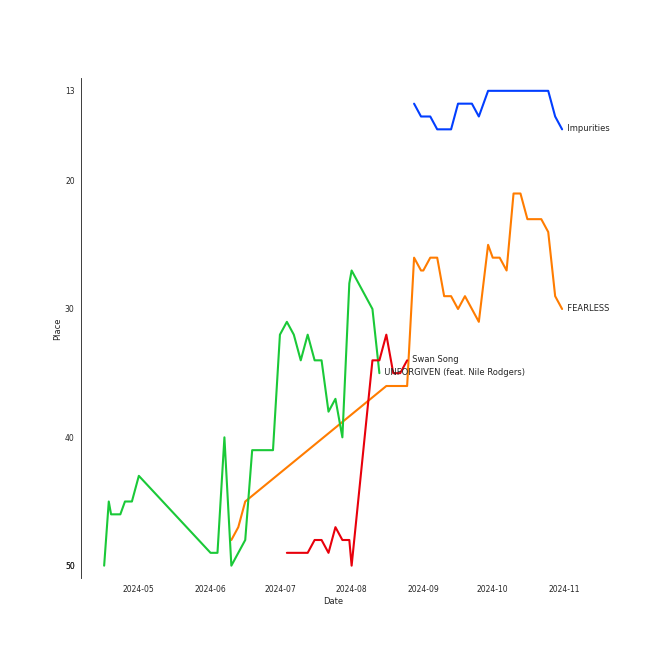 13
Impurities
20
30
FEARLESS
Place
Swan Song
UNFORGIVEN (feat. Nile Rodgers)
40
50
2024-05
2024-06
2024-07
2024-08
2024-09
2024-10
2024-11
Date